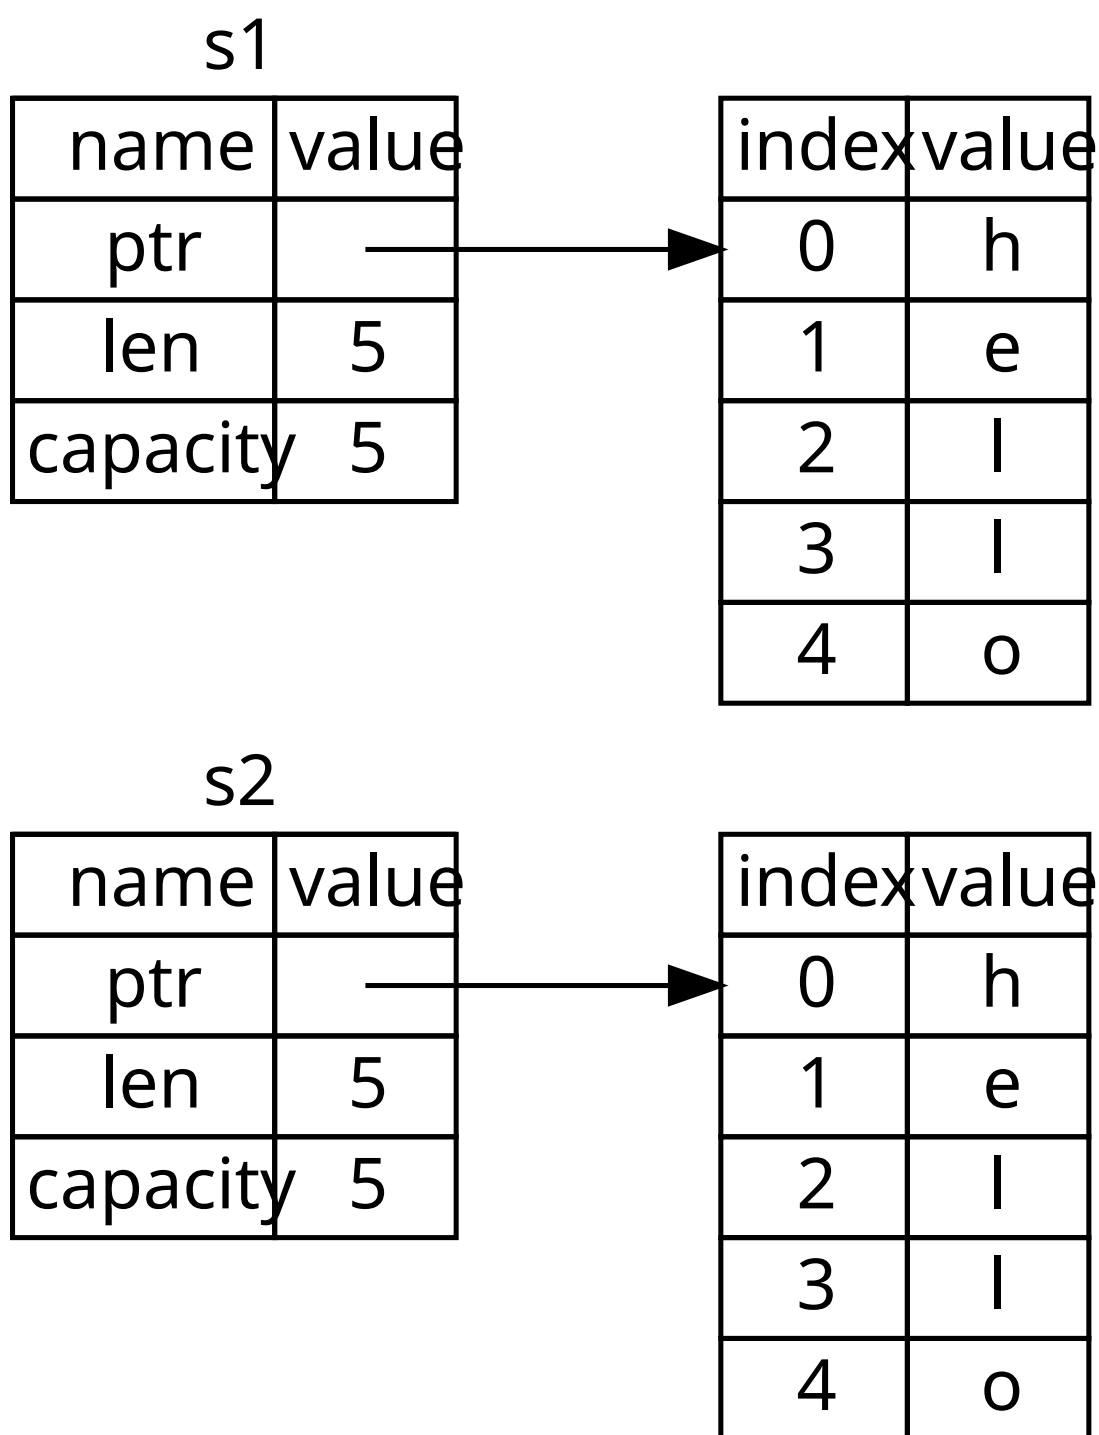 s1
name value
ptr
len 5
capacity 5
index value
0 h
1 e
2 l
3 l
4 o
s2
name value
ptr
len 5
capacity 5
index value
0 h
1 e
2 l
3 l
4 o